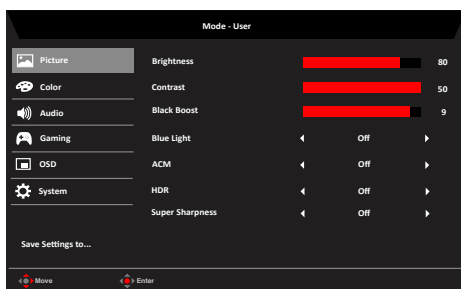 Mode - User
Picture
Brightness 80
Color
Contrast 50
Audio
Black Boost 9
Gaming
Blue Light Off
OSD
ACM Off
System
HDR Off
Super Sharpness Off
Save Settings to...
Move Enter